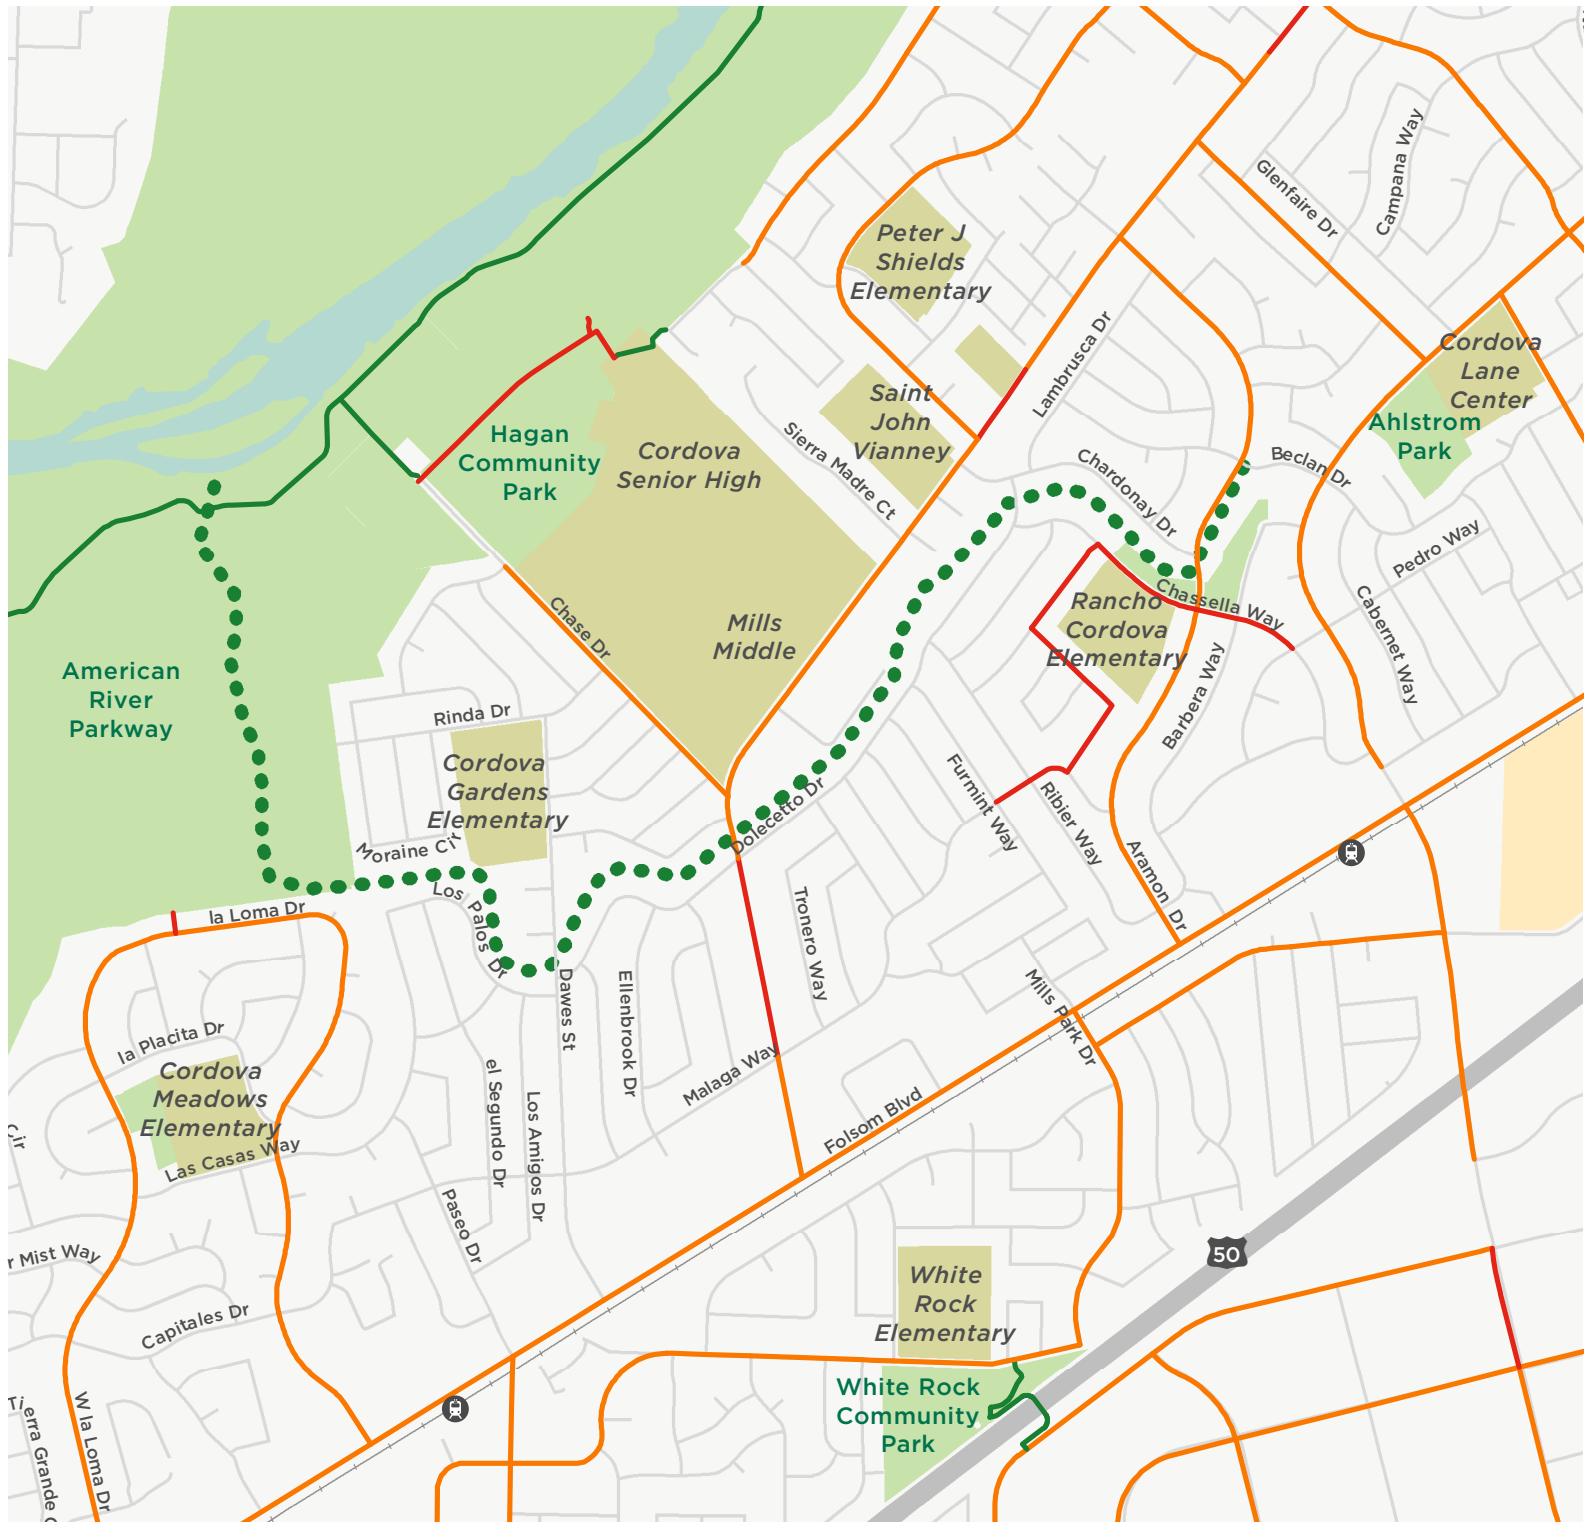 Campana Way
Glenfaire Dr
Peter J
Shields
Elementary
Lambrusca Dr
Cordova
Lane
Center
Ahlstrom
Park
Saint
John
Vianney
Sierra Madre Ct
Hagan
Community
Park
Cordova
Senior High
Chardonay Dr
Beclan Dr
Pedro Way
Chassella Way
Cabernet Way
Rancho
Cordova
Elementary
Mills
Middle
Chase Dr
American
River
Parkway
Barbera Way
Rinda Dr
Cordova
Gardens
Elementary
Furmint Way
Ribier Way
Dolecetto Dr
Moraine Cir
Aramon Dr
Los Palos Dr
la Loma Dr
Tronero Way
Dawes St
Ellenbrook Dr
Mills Park Dr
la Placita Dr
Cordova
Meadows
Elementary
el Segundo Dr
Los Amigos Dr
Malaga Way
Folsom Blvd
Cir
Las Casas Way
Paseo Dr
r Mist Way
50
White
Rock
Elementary
Capitales Dr
White Rock
Community
Park
Tierra Grande
W la Loma Dr